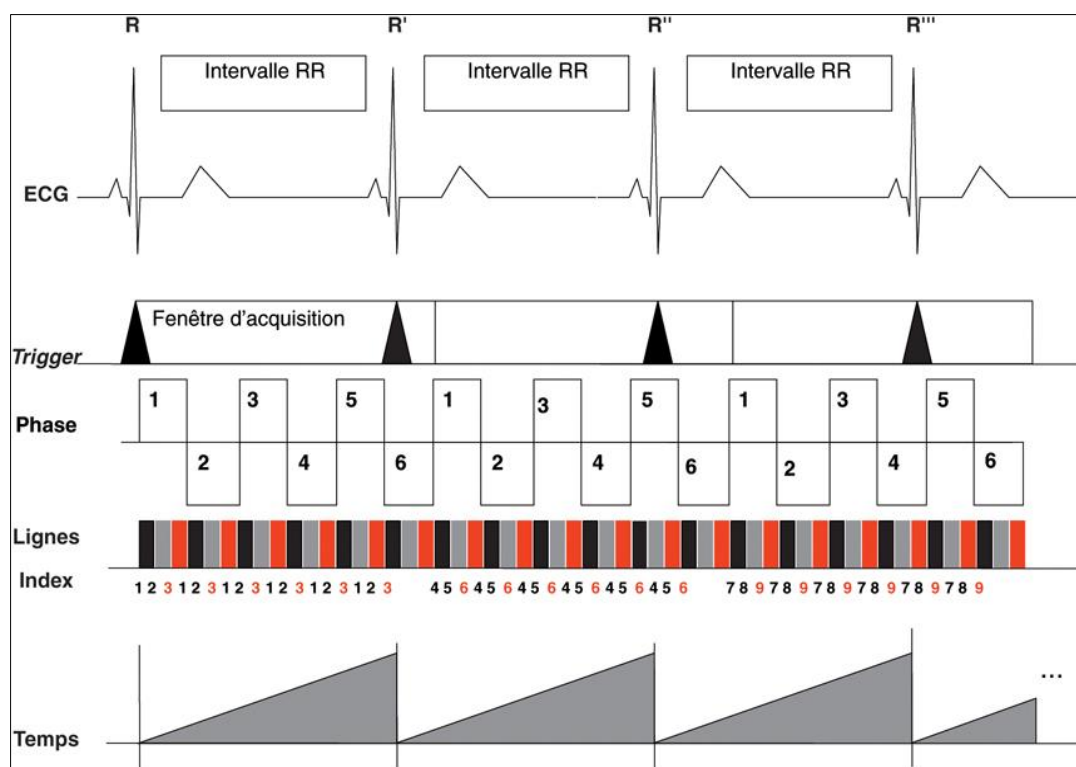 R R' R'' R'''
Intervalle RR Intervalle RR Intervalle RR
ECG
Fenêtre d'acquisition
Trigger
1 3 5 1 3 5 1 3 5
Phase
2 4 6 2 4 6 2 4 6
Lignes
Index
1 2 3 1 2 3 1 2 3 1 2 3 1 2 3 1 2 3 4 5 6 4 5 6 4 5 6 4 5 6 4 5 6 4 5 6 7 8 9 7 8 9 7 8 9 7 8 9 7 8 9 7 8 9
...
Temps